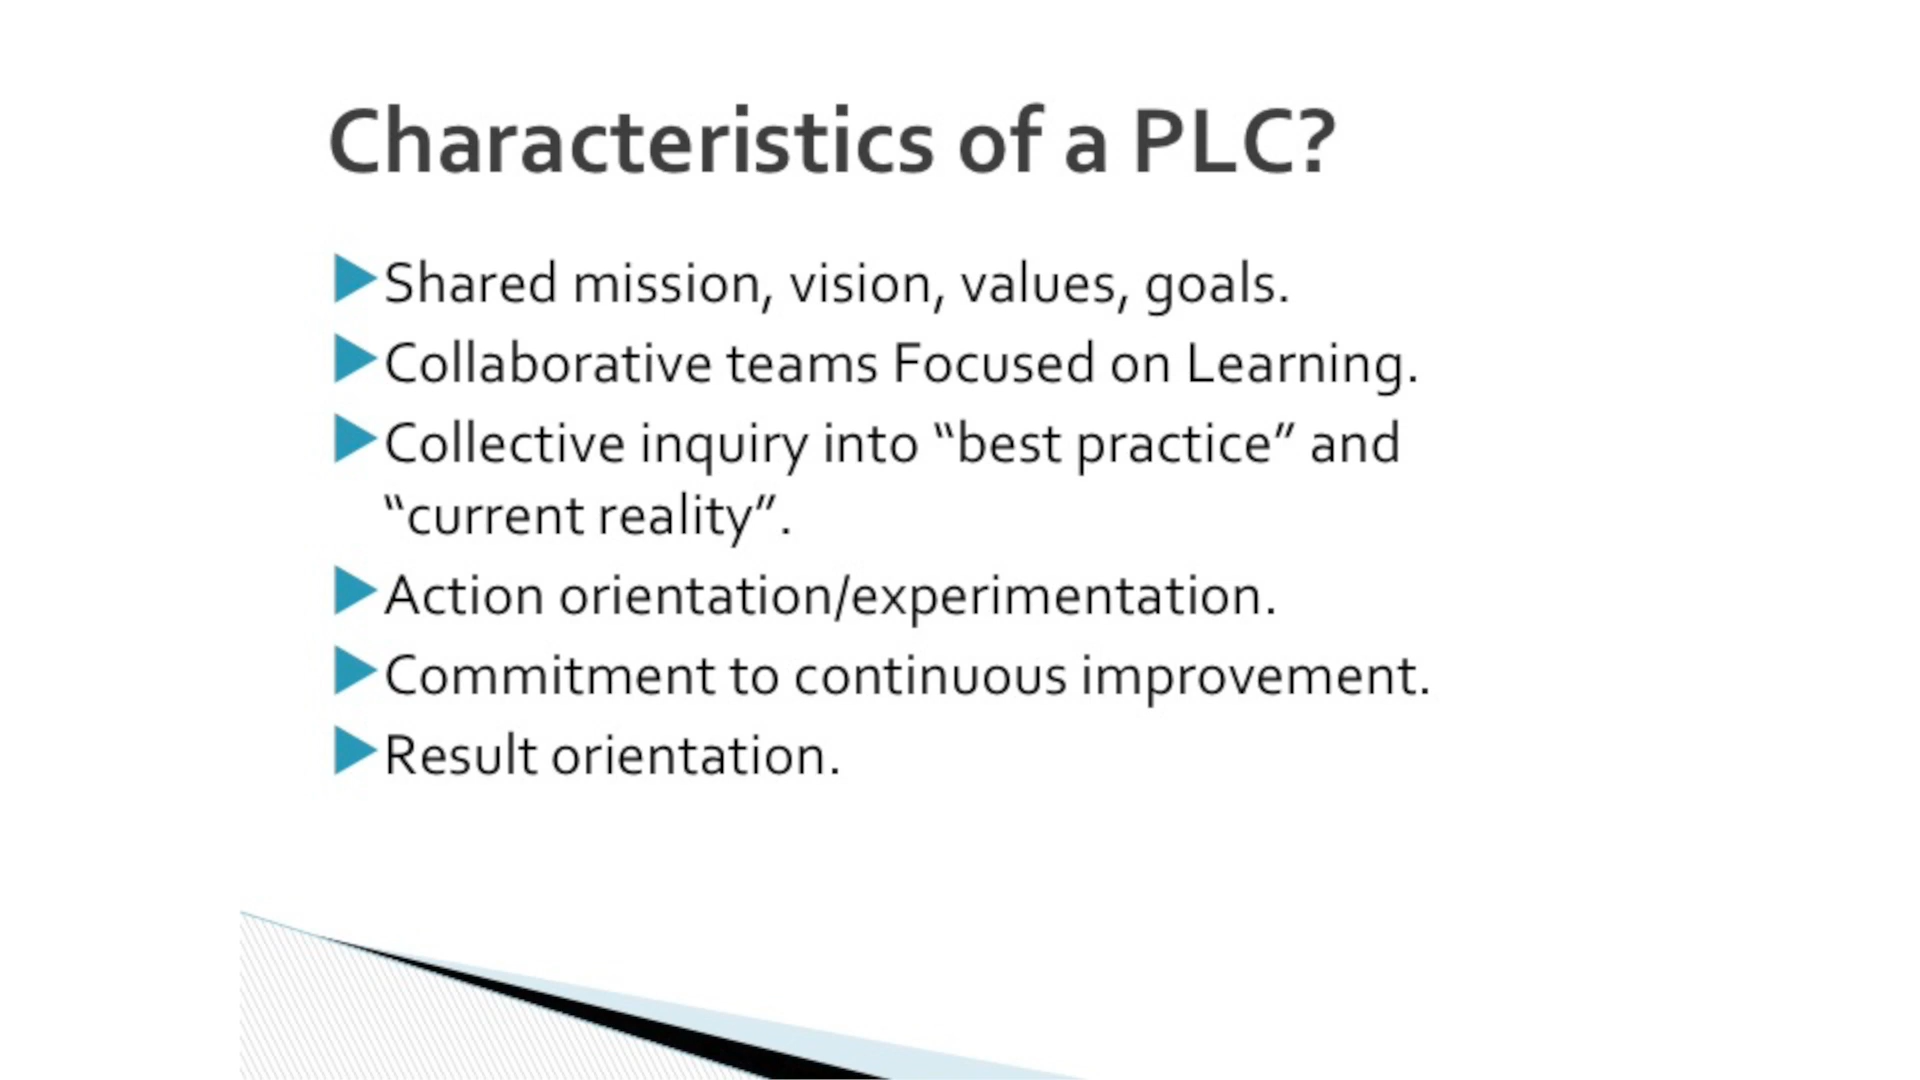 Characteristics of a PLC?
Shared mission, vision, values, goals.
Collaborative teams Focused on Learning.
Collective inquiry into “best practice” and
“current reality”.
Action orientation/experimentation.
Commitment to continuous improvement.
Result orientation.